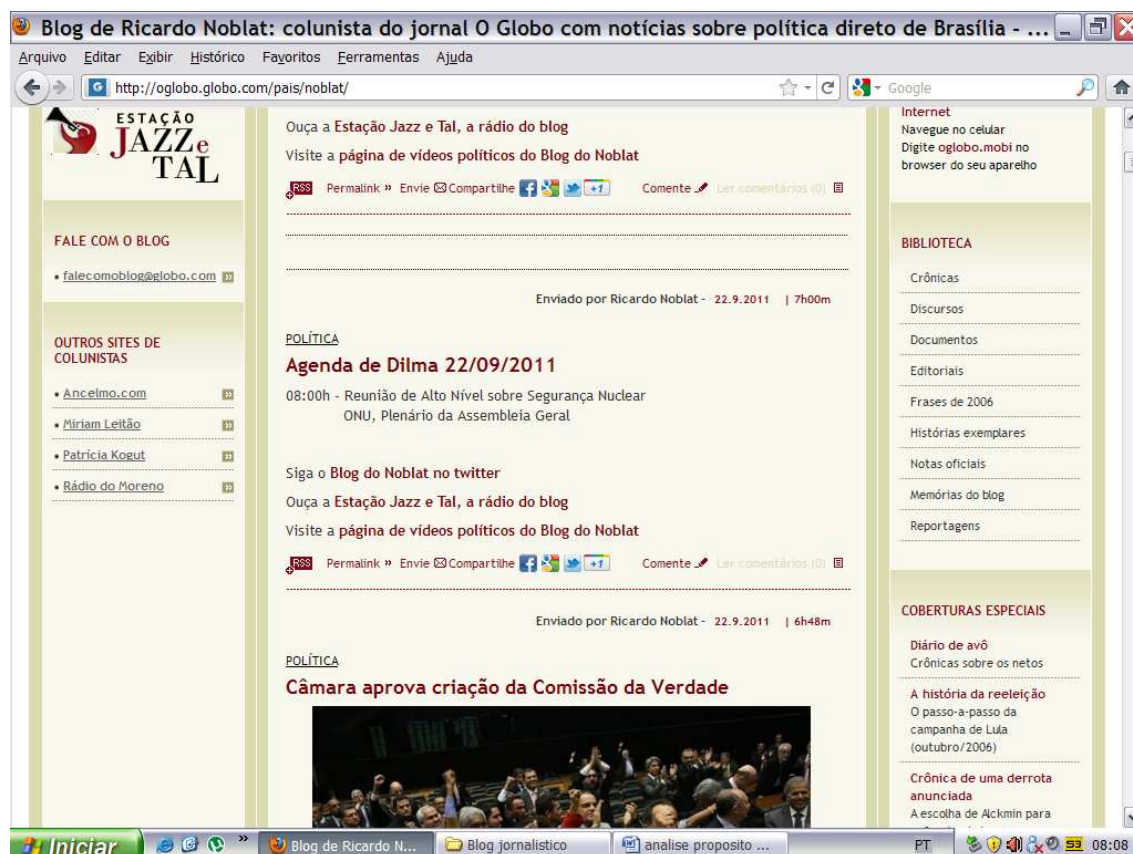 Blog de Ricardo Noblat: colunista do jornal O Globo com notícias sobre política direto de Brasília - ...
Arquivo Editar Exibir Histórico Favoritos Ferramentas Ajuda
http://oglobo.globo.com/pais/noblat/
Google
ESTAÇÃO
JAZZe
TAL
FALE COM O BLOG
• falecomoblog@globo.com
OUTROS SITES DE
COLUNISTAS
• Ancelmo.com
• Miriam Leitão
• Patrícia Kogut
• Rádio do Moreno
Ouça a Estação Jazz e Tal, a rádio do blog
Visite a página de vídeos políticos do Blog do Noblat
RSS Permalink » Envie Compartilhe +1 Comente Ler comentários (0)
Enviado por Ricardo Noblat - 22.9.2011 | 7h00m
POLÍTICA
Agenda de Dilma 22/09/2011
08:00h - Reunião de Alto Nível sobre Segurança Nuclear
ONU, Plenário da Assembleia Geral
Siga o Blog do Noblat no twitter
Ouça a Estação Jazz e Tal, a rádio do blog
Visite a página de vídeos políticos do Blog do Noblat
RSS Permalink » Envie Compartilhe +1 Comente Ler comentários (0)
Enviado por Ricardo Noblat - 22.9.2011 | 6h48m
POLÍTICA
Câmara aprova criação da Comissão da Verdade
Internet
Navegue no celular
Digite oglobo.mobi no
browser do seu aparelho
BIBLIOTECA
Crônicas
Discursos
Documentos
Editoriais
Frases de 2006
Histórias exemplares
Notas oficiais
Memórias do blog
Reportagens
COBERTURAS ESPECIAIS
Diário de avô
Crônicas sobre os netos
A história da reeleição
O passo-a-passo da
campanha de Lula
(outubro/2006)
Crônica de uma derrota
anunciada
A escolha de Alckmin para
Iniciar
Blog de Ricardo N...
Blog jornalistico
analise proposito ...
PT
53
08:08